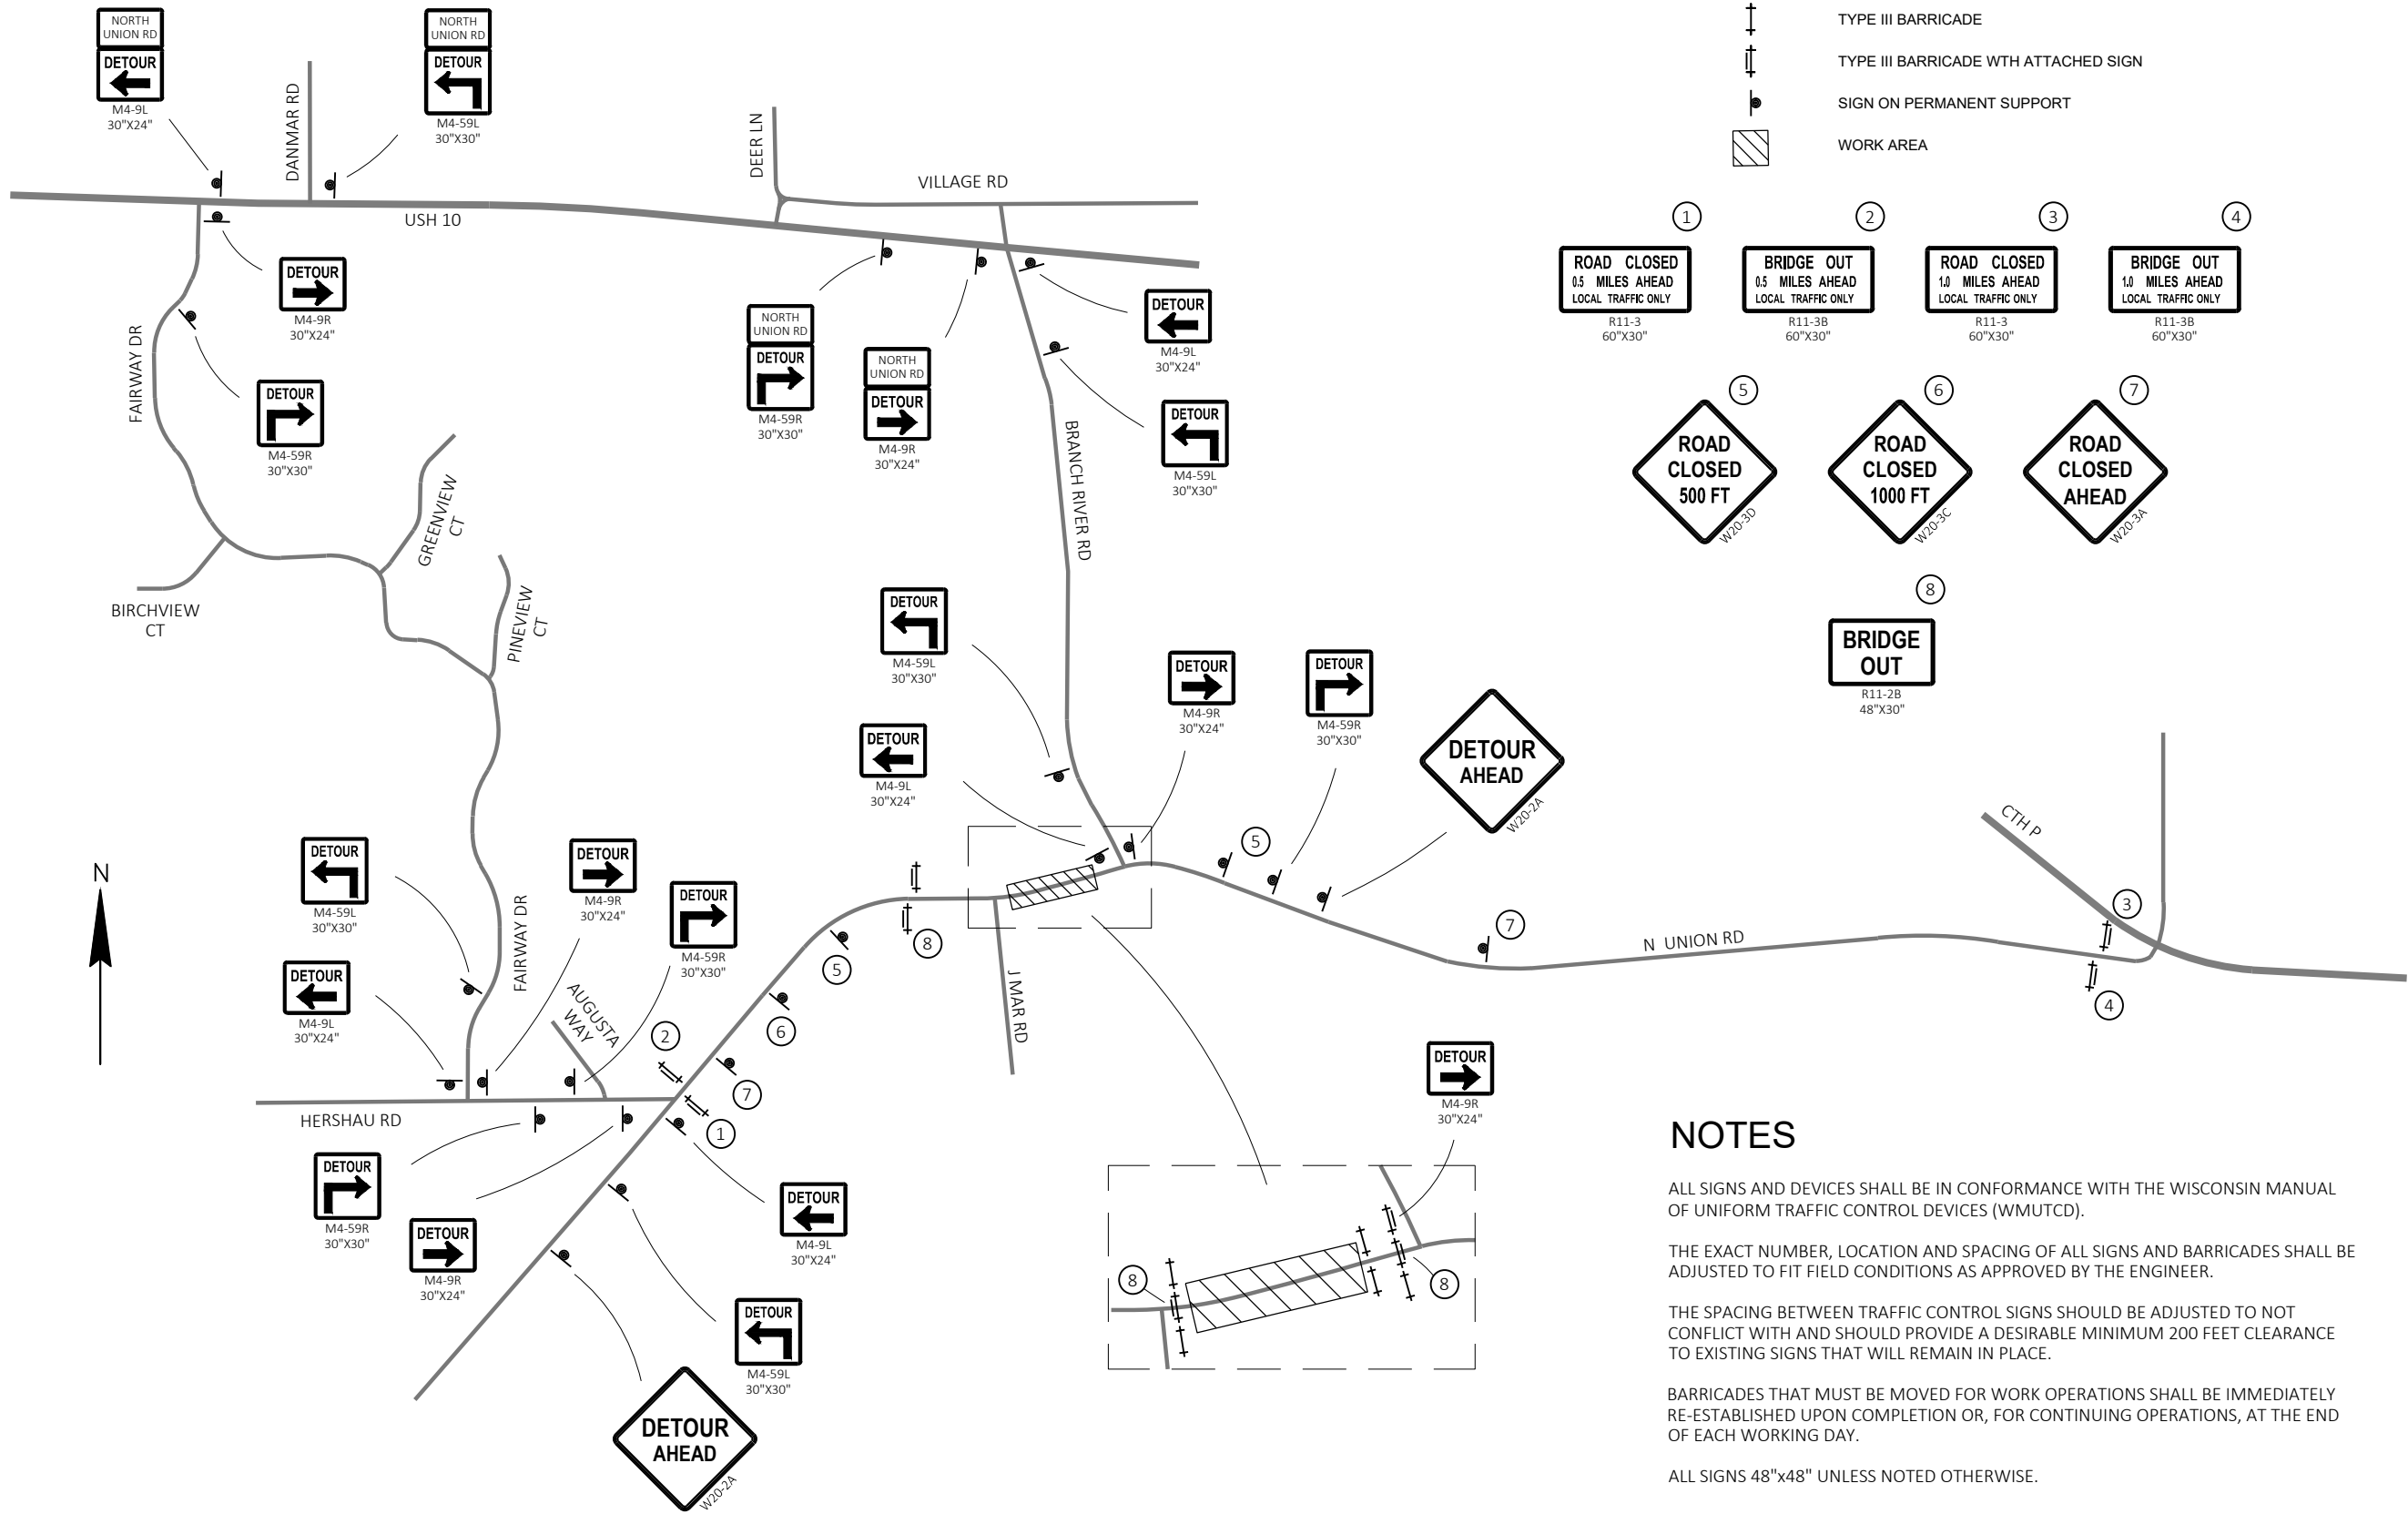 NORTH
UNION RD
DETOUR
M4-9L
30"X24"
NORTH
UNION RD
DETOUR
M4-59L
30"X30"
DANMAR RD
USH 10
DEER LN
VILLAGE RD
TYPE III BARRICADE
TYPE III BARRICADE WTH ATTACHED SIGN
SIGN ON PERMANENT SUPPORT
WORK AREA
1
ROAD CLOSED
0.5 MILES AHEAD
LOCAL TRAFFIC ONLY
R11-3
60"X30"
2
BRIDGE OUT
0.5 MILES AHEAD
LOCAL TRAFFIC ONLY
R11-3B
60"X30"
3
ROAD CLOSED
1.0 MILES AHEAD
LOCAL TRAFFIC ONLY
R11-3
60"X30"
4
BRIDGE OUT
1.0 MILES AHEAD
LOCAL TRAFFIC ONLY
R11-3B
60"X30"
DETOUR
M4-9R
30"X24"
FAIRWAY DR
DETOUR
M4-59R
30"X30"
NORTH
UNION RD
DETOUR
M4-59R
30"X30"
NORTH
UNION RD
DETOUR
M4-9R
30"X24"
DETOUR
M4-9L
30"X24"
DETOUR
M4-59L
30"X30"
BRANCH RIVER RD
5
ROAD
CLOSED
500 FT
W20-3D
6
ROAD
CLOSED
1000 FT
W20-3C
7
ROAD
CLOSED
AHEAD
W20-3A
8
BRIDGE
OUT
R11-2B
48"X30"
GREENVIEW
CT
BIRCHVIEW
CT
PINEVIEW
CT
DETOUR
M4-59L
30"X30"
DETOUR
M4-9L
30"X24"
DETOUR
M4-9R
30"X24"
DETOUR
M4-59R
30"X30"
DETOUR
AHEAD
W20-2A
5
7
N UNION RD
CTH P
3
4
N
DETOUR
M4-59L
30"X30"
DETOUR
M4-9L
30"X24"
FAIRWAY DR
DETOUR
M4-9R
30"X24"
DETOUR
M4-59R
30"X30"
AUGUSTA
WAY
2
8
5
6
7
1
J MAR RD
HERSHAU RD
DETOUR
M4-59R
30"X30"
DETOUR
M4-9R
30"X24"
DETOUR
M4-9L
30"X24"
DETOUR
M4-59L
30"X30"
DETOUR
AHEAD
W20-2A
DETOUR
M4-9R
30"X24"
8
8
NOTES
ALL SIGNS AND DEVICES SHALL BE IN CONFORMANCE WITH THE WISCONSIN MANUAL
OF UNIFORM TRAFFIC CONTROL DEVICES (WMUTCD).
THE EXACT NUMBER, LOCATION AND SPACING OF ALL SIGNS AND BARRICADES SHALL BE
ADJUSTED TO FIT FIELD CONDITIONS AS APPROVED BY THE ENGINEER.
THE SPACING BETWEEN TRAFFIC CONTROL SIGNS SHOULD BE ADJUSTED TO NOT
CONFLICT WITH AND SHOULD PROVIDE A DESIRABLE MINIMUM 200 FEET CLEARANCE
TO EXISTING SIGNS THAT WILL REMAIN IN PLACE.
BARRICADES THAT MUST BE MOVED FOR WORK OPERATIONS SHALL BE IMMEDIATELY
RE-ESTABLISHED UPON COMPLETION OR, FOR CONTINUING OPERATIONS, AT THE END
OF EACH WORKING DAY.
ALL SIGNS 48"x48" UNLESS NOTED OTHERWISE.